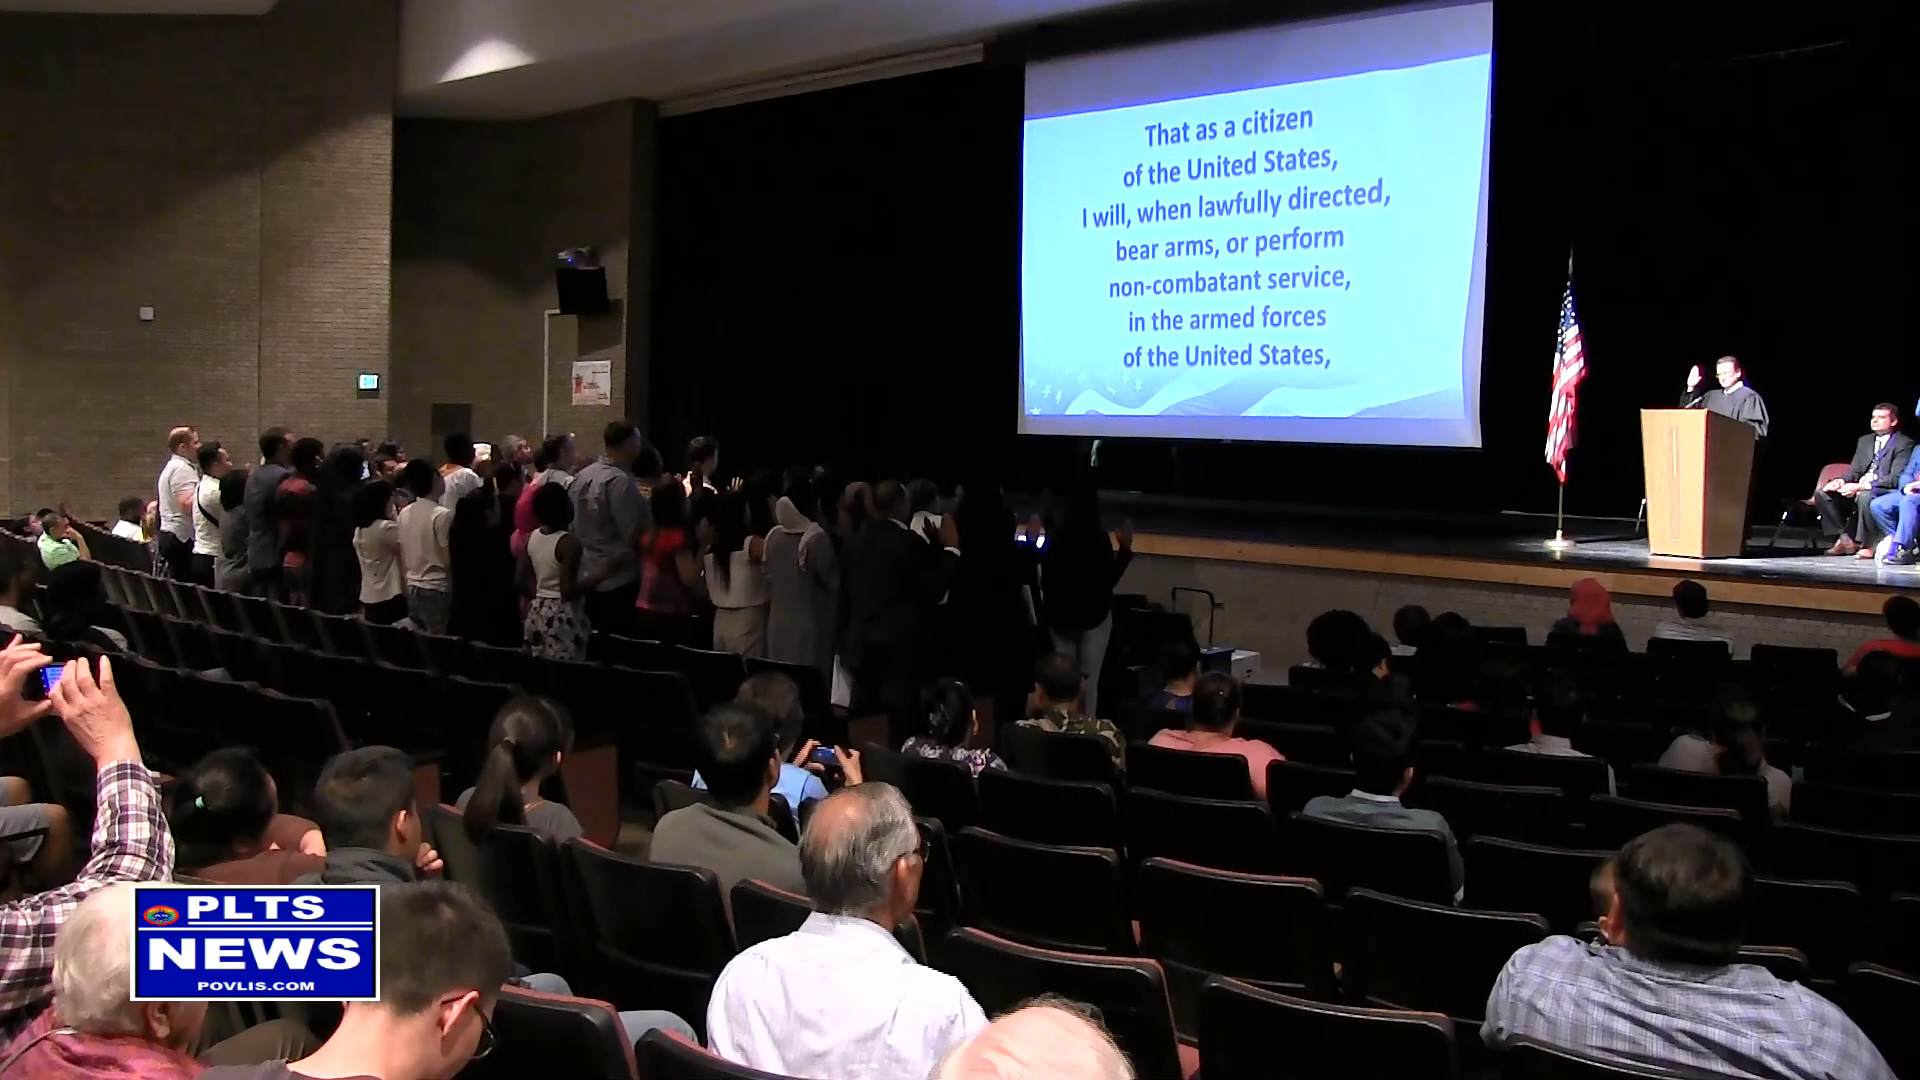 That as a citizen
of the United States,
I will, when lawfully directed,
bear arms, or perform
non-combatant service,
in the armed forces
of the United States,
PLTS
NEWS
POVLIS.COM